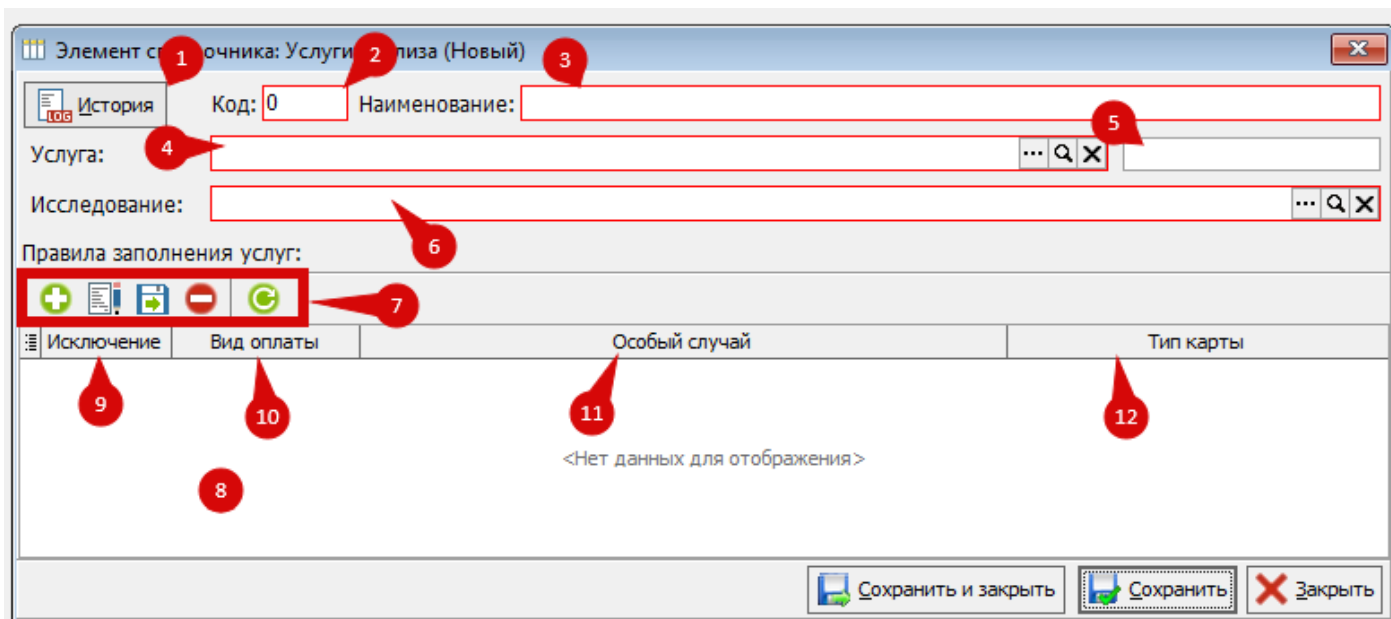 Элемент сп очника: Услуги лиза (Новый)
1 2 3
История Код: 0 Наименование:
5
Услуга: 4
Исследование:
6
Правила заполнения услуг:
7
Исключение Вид оплаты Особый случай Тип карты
9 10 11 12
<Нет данных для отображения>
8
Сохранить и закрыть Сохранить Закрыть